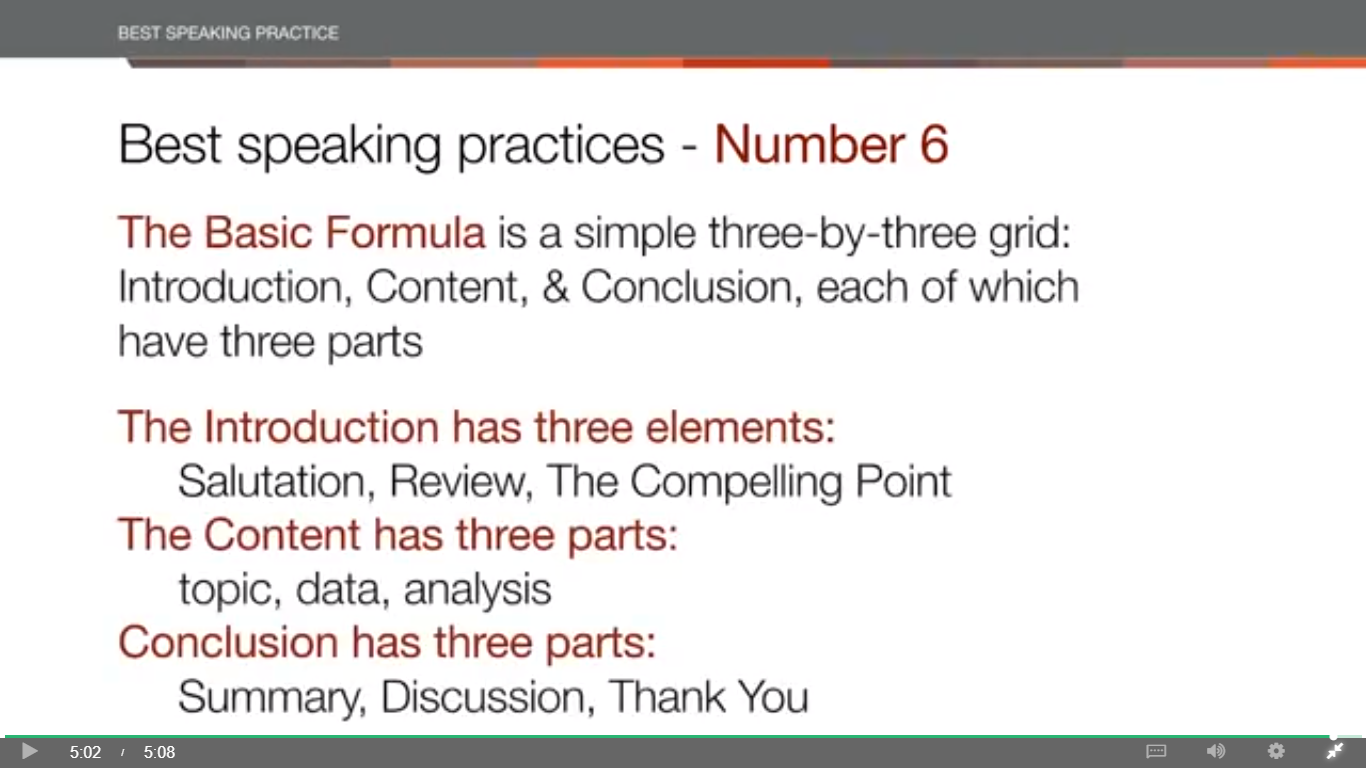 BEST SPEAKING PRACTICE
Best speaking practices - Number 6
The Basic Formula is a simple three-by-three grid:
Introduction, Content, & Conclusion, each of which
have three parts
The Introduction has three elements:
Salutation, Review, The Compelling Point
The Content has three parts:
topic, data, analysis
Conclusion has three parts:
Summary, Discussion, Thank You
5:02 / 5:08